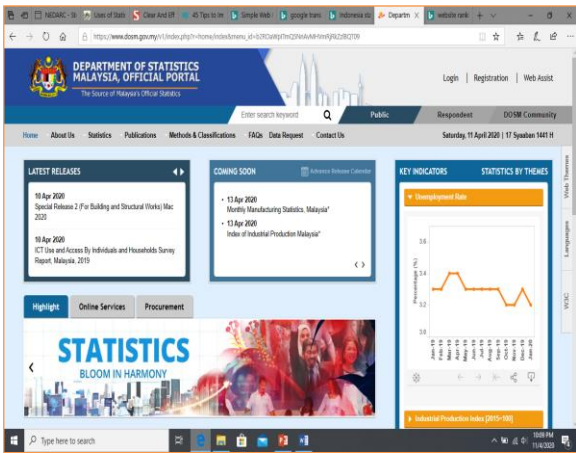 NEDARC - St
Uses of Stati
Clear And Eff
45 Tips to Im
Simple Web
google trans
Indonesia sta
Departm
website rank
https://www.dosm.gov.my/v1/index.php?r=home/index&menu_id=
DEPARTMENT OF STATISTICS
MALAYSIA, OFFICIAL PORTAL
The Source of Malaysia's Official Statistics
Login | Registration | Web Assist
Enter search keyword
Public
Respondent
DOSM Community
Home About Us Statistics Publications Methods & Classifications FAQs Data Request Contact Us
Saturday, 11 April 2020 | 17 Syaaban 1441 H
LATEST RELEASES
10 Apr 2020
Special Release 2 (For Building and Structural Works) Mac
2020
10 Apr 2020
ICT Use and Access By Individuals and Households Survey
Report, Malaysia, 2019
COMING SOON
Advance Release Calendar
13 Apr 2020
Monthly Manufacturing Statistics, Malaysia*
13 Apr 2020
Index of Industrial Production Malaysia*
KEY INDICATORS
STATISTICS BY THEMES
Unemployment Rate
Percentage (%)
3.6
3.4
3.2
3.0
Jan-19
Feb-19
Mar-19
Apr-19
May-19
Jun-19
Jul-19
Aug-19
Sep-19
Oct-19
Nov-19
Dec-19
Jan-20
Industrial Production Index [2015=100]
Web Themes
Languages
W3C
Highlight
Online Services
Procurement
STATISTICS
BLOOM IN HARMONY
Type here to search
10:09 PM
11/4/2020